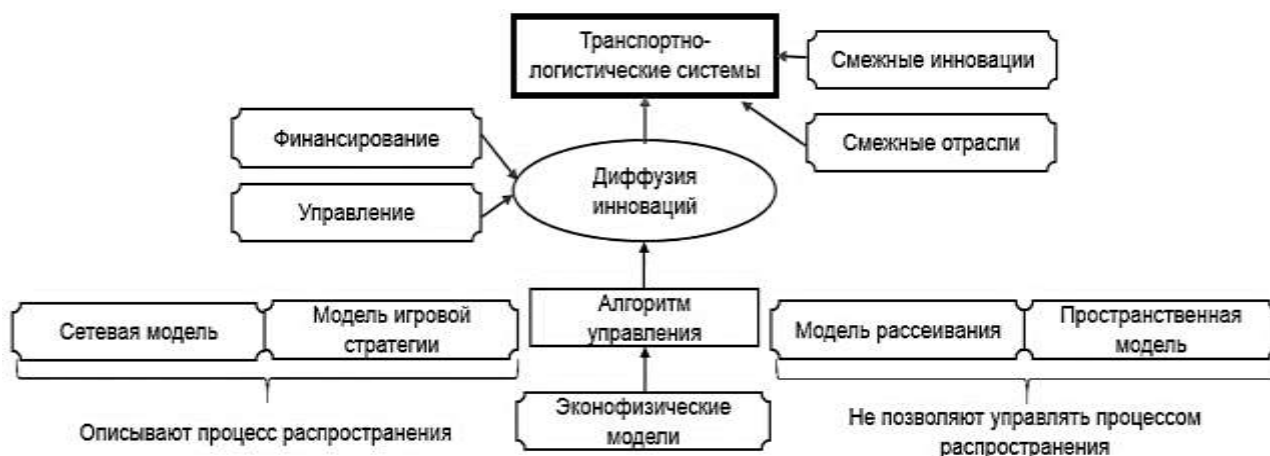 Транспортно-
логистические системы
Смежные инновации
Финансирование
Смежные отрасли
Диффузия
инноваций
Управление
Сетевая модель
Модель игровой
стратегии
Алгоритм
управления
Модель рассеивания
Пространственная
модель
Описывают процесс распространения
Эконофизические
модели
Не позволяют управлять процессом
распространения